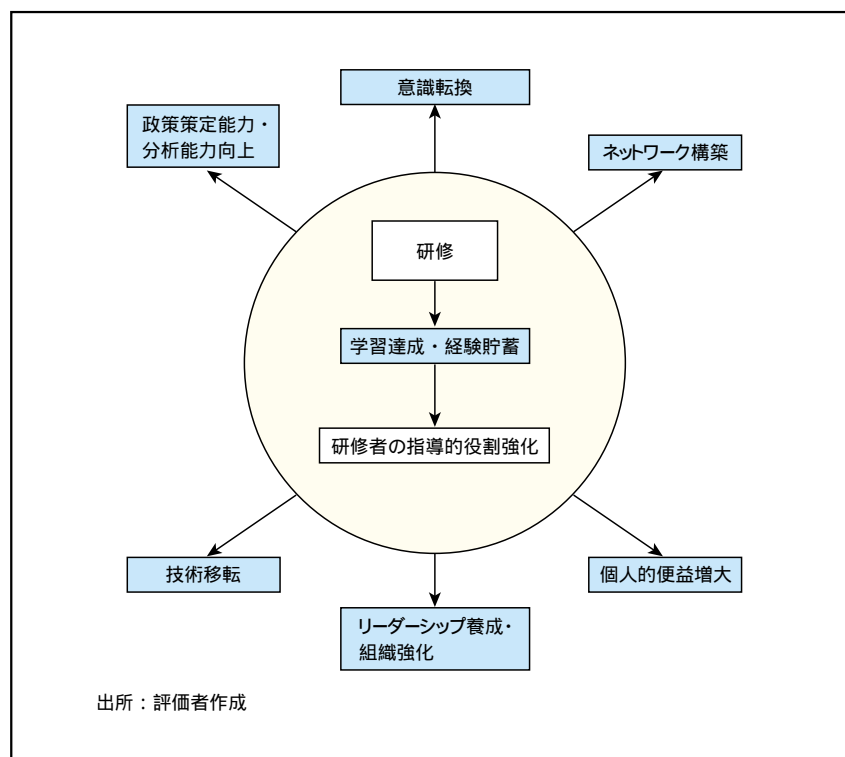 意識転換
政策策定能力・
分析能力向上
ネットワーク構築
研修
学習達成・経験貯蓄
研修者の指導的役割強化
技術移転
個人的便益増大
リーダーシップ養成・
組織強化
出所：評価者作成